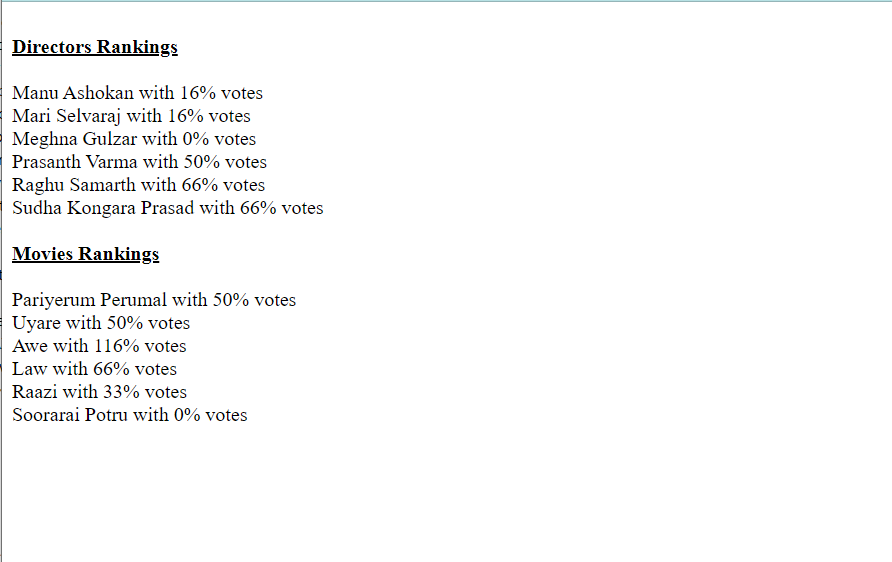 Directors Rankings
Manu Ashokan with 16% votes
Mari Selvaraj with 16% votes
Meghna Gulzar with 0% votes
Prasanth Varma with 50% votes
Raghu Samarth with 66% votes
Sudha Kongara Prasad with 66% votes
Movies Rankings
Pariyerum Perumal with 50% votes
Uyare with 50% votes
Awe with 116% votes
Law with 66% votes
Raazi with 33% votes
Soorarai Potru with 0% votes